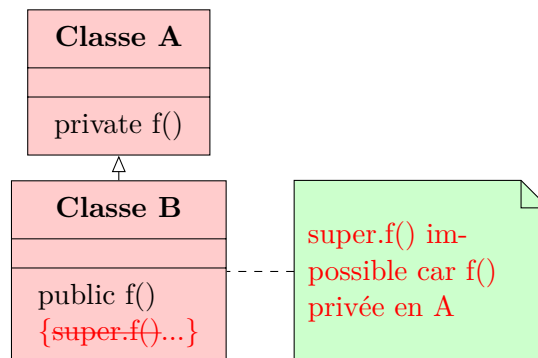 Classe A
private f()
Classe B
public f()
{super.f()...}
super.f() im-
possible car f()
privée en A